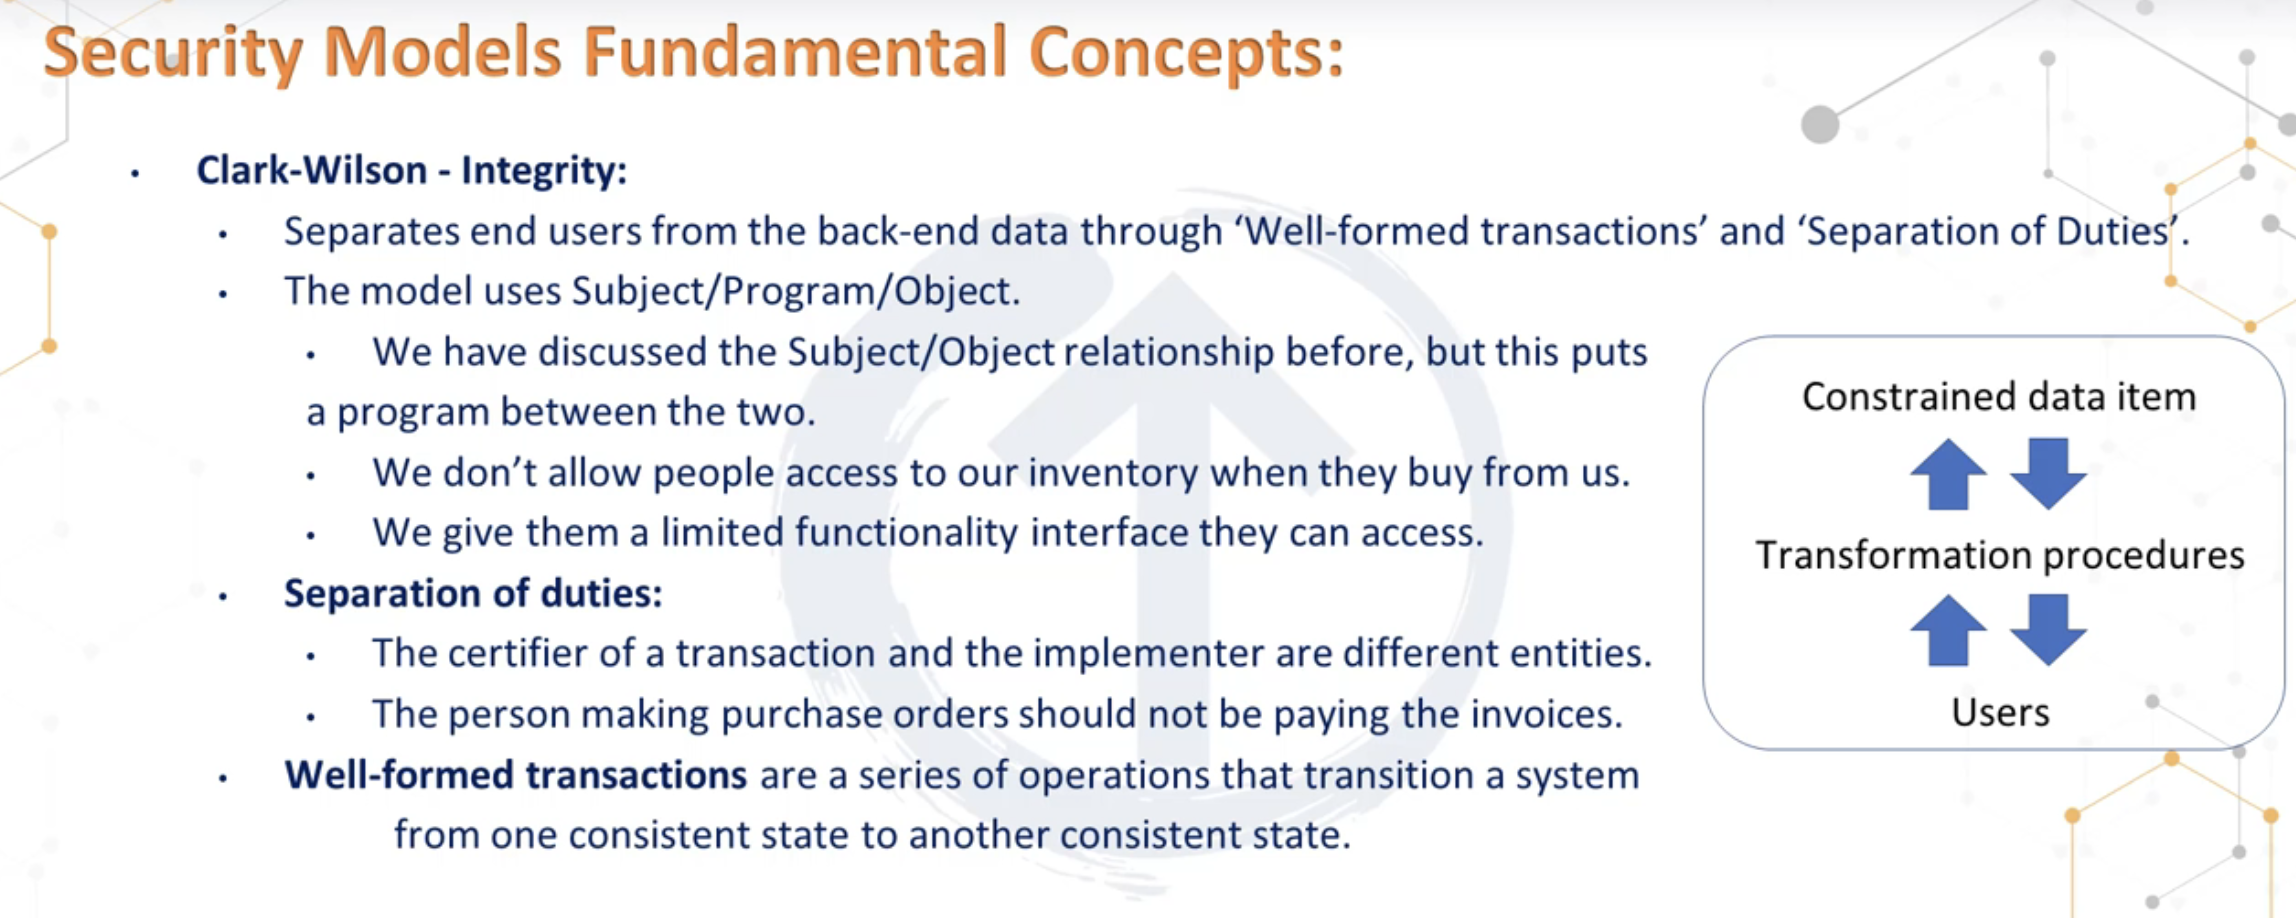 Security Models Fundamental Concepts:
• Clark-Wilson - Integrity:
• Separates end users from the back-end data through ‘Well-formed transactions’ and ‘Separation of Duties’.
• The model uses Subject/Program/Object.
• We have discussed the Subject/Object relationship before, but this puts
a program between the two.
• We don’t allow people access to our inventory when they buy from us.
• We give them a limited functionality interface they can access.
• Separation of duties:
• The certifier of a transaction and the implementer are different entities.
• The person making purchase orders should not be paying the invoices.
• Well-formed transactions are a series of operations that transition a system
from one consistent state to another consistent state.
Constrained data item
Transformation procedures
Users